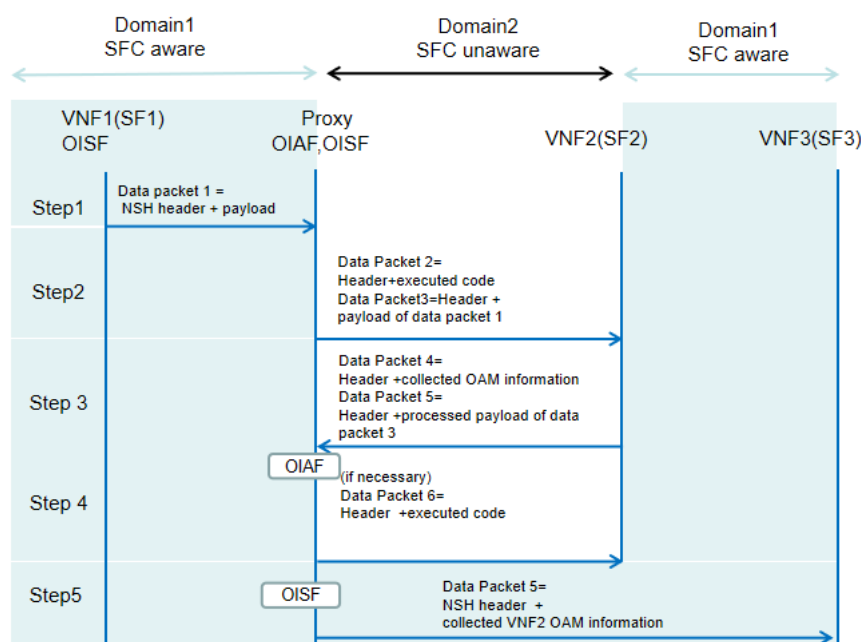 Domain1
SFC aware
Domain2
SFC unaware
Domain1
SFC aware
VNF1(SF1)
OISF
Proxy
OIAF,OISF
VNF2(SF2)
VNF3(SF3)
Step1
Data packet 1 =
NSH header + payload
Step2
Data Packet 2=
Header+executed code
Data Packet3=Header +
payload of data packet 1
Step 3
Data Packet 4=
Header +collected OAM information
Data Packet 5=
Header +processed payload of data
packet 3
OIAF
Step 4
(if necessary)
Data Packet 6=
Header +executed code
Step5
OISF
Data Packet 5=
NSH header +
collected VNF2 OAM information